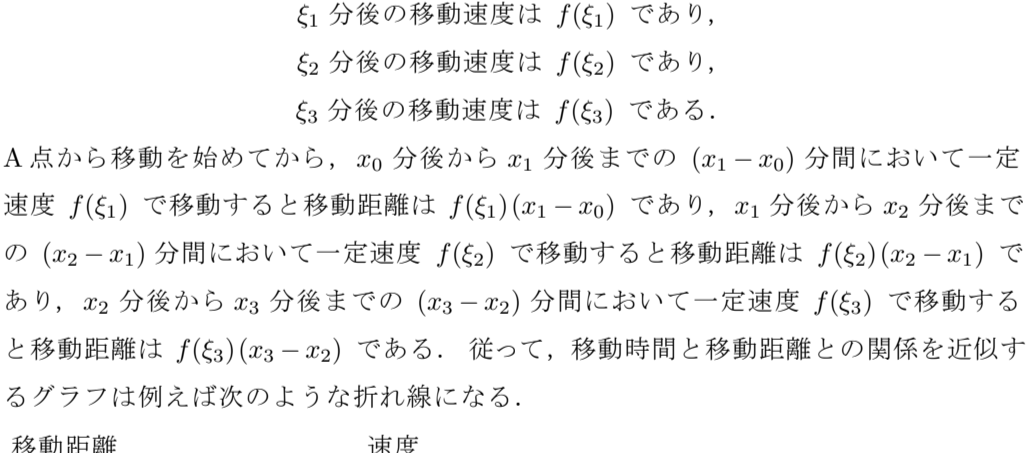 ξ₁ 分後の移動速度は f(ξ₁) であり，
ξ₂ 分後の移動速度は f(ξ₂) であり，
ξ₃ 分後の移動速度は f(ξ₃) である．
A 点から移動を始めてから，x₀ 分後から x₁ 分後までの (x₁ − x₀) 分間において一定
速度 f(ξ₁) で移動すると移動距離は f(ξ₁)(x₁ − x₀) であり，x₁ 分後から x₂ 分後まで
の (x₂ − x₁) 分間において一定速度 f(ξ₂) で移動すると移動距離は f(ξ₂)(x₂ − x₁) で
あり，x₂ 分後から x₃ 分後までの (x₃ − x₂) 分間において一定速度 f(ξ₃) で移動する
と移動距離は f(ξ₃)(x₃ − x₂) である． 従って，移動時間と移動距離との関係を近似す
るグラフは例えば次のような折れ線になる．
移動距離 速度